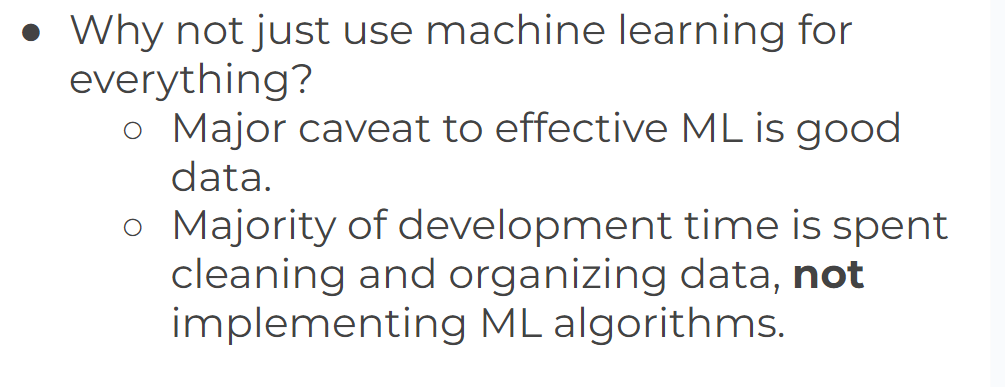 ● Why not just use machine learning for
everything?
○ Major caveat to effective ML is good
data.
○ Majority of development time is spent
cleaning and organizing data, not
implementing ML algorithms.